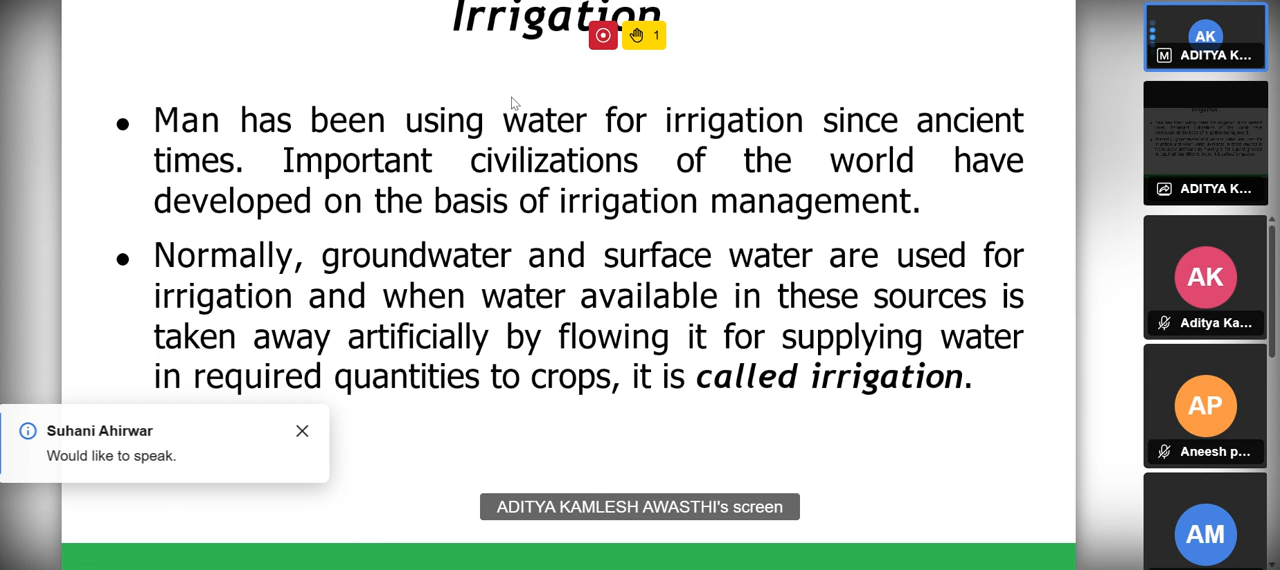 Irrigation
1
• Man has been using water for irrigation since ancient
times. Important civilizations of the world have
developed on the basis of irrigation management.
• Normally, groundwater and surface water are used for
irrigation and when water available in these sources is
taken away artificially by flowing it for supplying water
in required quantities to crops, it is called irrigation.
Suhani Ahirwar
Would like to speak.
ADITYA KAMLESH AWASTHI's screen
AK
M ADITYA K...
ADITYA K...
AK
Aditya Ka...
AP
Aneesh p...
AM